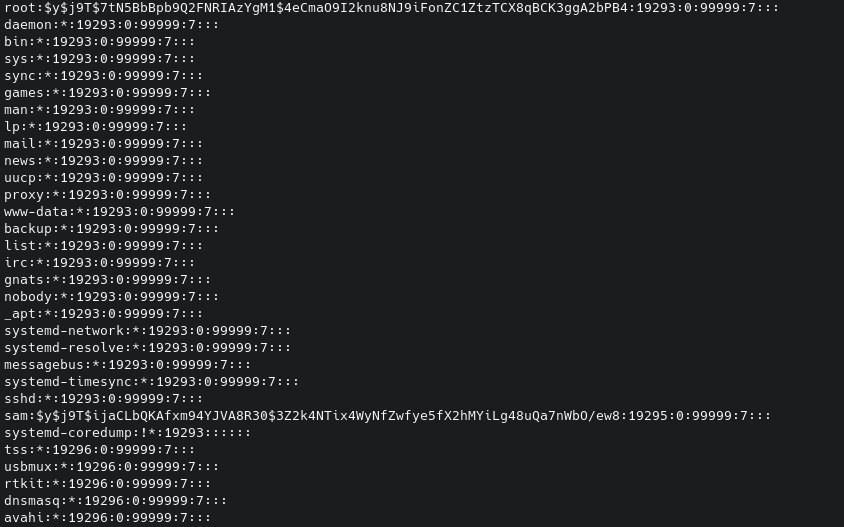 root:$y$j9T$7tN5BbBpb9Q2FNRIAzYgM1$4eCmaO9I2knu8NJ9iFonZC1ZtzTCX8qBCK3ggA2bPB4:19293:0:99999:7:::
daemon:*:19293:0:99999:7:::
bin:*:19293:0:99999:7:::
sys:*:19293:0:99999:7:::
sync:*:19293:0:99999:7:::
games:*:19293:0:99999:7:::
man:*:19293:0:99999:7:::
lp:*:19293:0:99999:7:::
mail:*:19293:0:99999:7:::
news:*:19293:0:99999:7:::
uucp:*:19293:0:99999:7:::
proxy:*:19293:0:99999:7:::
www-data:*:19293:0:99999:7:::
backup:*:19293:0:99999:7:::
list:*:19293:0:99999:7:::
irc:*:19293:0:99999:7:::
gnats:*:19293:0:99999:7:::
nobody:*:19293:0:99999:7:::
_apt:*:19293:0:99999:7:::
systemd-network:*:19293:0:99999:7:::
systemd-resolve:*:19293:0:99999:7:::
messagebus:*:19293:0:99999:7:::
systemd-timesync:*:19293:0:99999:7:::
sshd:*:19293:0:99999:7:::
sam:$y$j9T$ijaCLbQKAfxm94YJVA8R30$3Z2k4NTix4WyNfZwfye5fX2hMYiLg48uQa7nWbO/ew8:19295:0:99999:7:::
systemd-coredump:!*:19293::::::
tss:*:19296:0:99999:7:::
usbmux:*:19296:0:99999:7:::
rtkit:*:19296:0:99999:7:::
dnsmasq:*:19296:0:99999:7:::
avahi:*:19296:0:99999:7:::